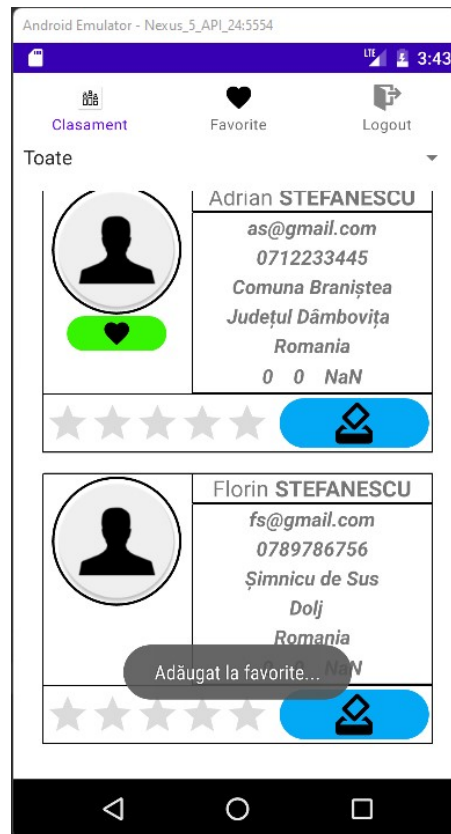 Android Emulator - Nexus_5_API_24:5554
LTE 3:43
Clasament Favorite Logout
Toate
Adrian STEFANESCU
as@gmail.com
0712233445
Comuna Braniștea
Județul Dâmbovița
Romania
0 0 NaN
Florin STEFANESCU
fs@gmail.com
0789786756
Șimnicu de Sus
Dolj
Romania
NaN
Adăugat la favorite...